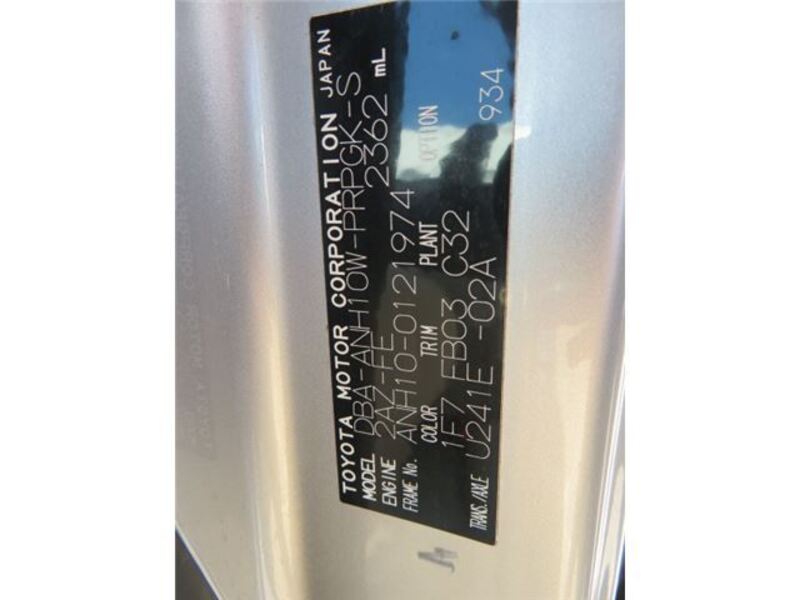 TOYOTA MOTOR CORPORATION JAPAN
MODEL DBA-ANH10W-PRPGK-S
ENGINE 2AZ-FE 2362 mL
FRAME No. ANH10-0121974
COLOR TRIM PLANT OPTION
1F7 FB03 C32
TRANS./AXLE U241E -02A 934